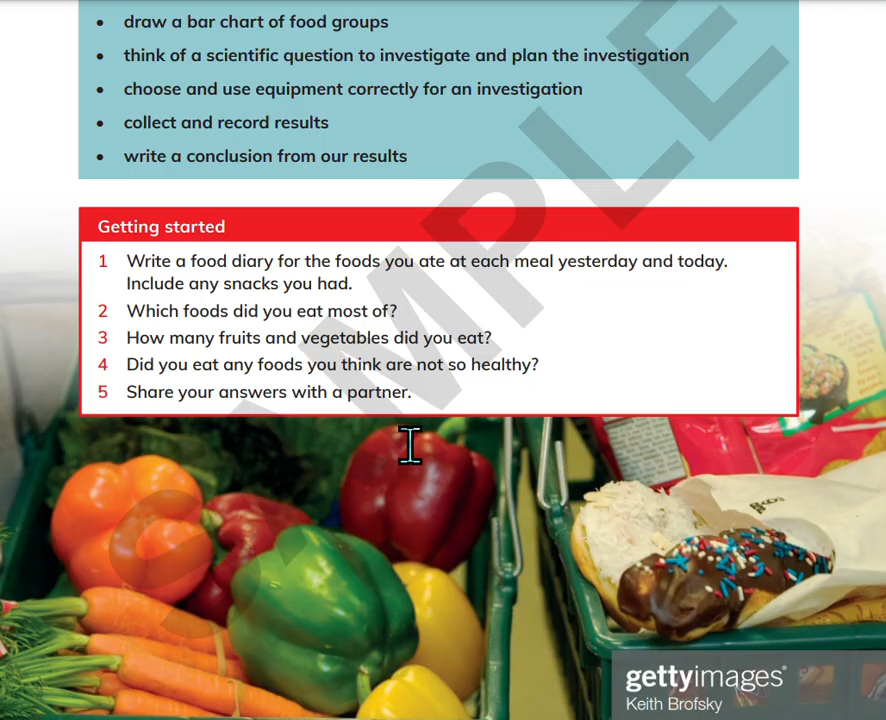 • draw a bar chart of food groups
• think of a scientific question to investigate and plan the investigation
• choose and use equipment correctly for an investigation
• collect and record results
• write a conclusion from our results
SAMPLE
Getting started
1 Write a food diary for the foods you ate at each meal yesterday and today.
Include any snacks you had.
2 Which foods did you eat most of?
3 How many fruits and vegetables did you eat?
4 Did you eat any foods you think are not so healthy?
5 Share your answers with a partner.
gettyimages®
Keith Brofsky